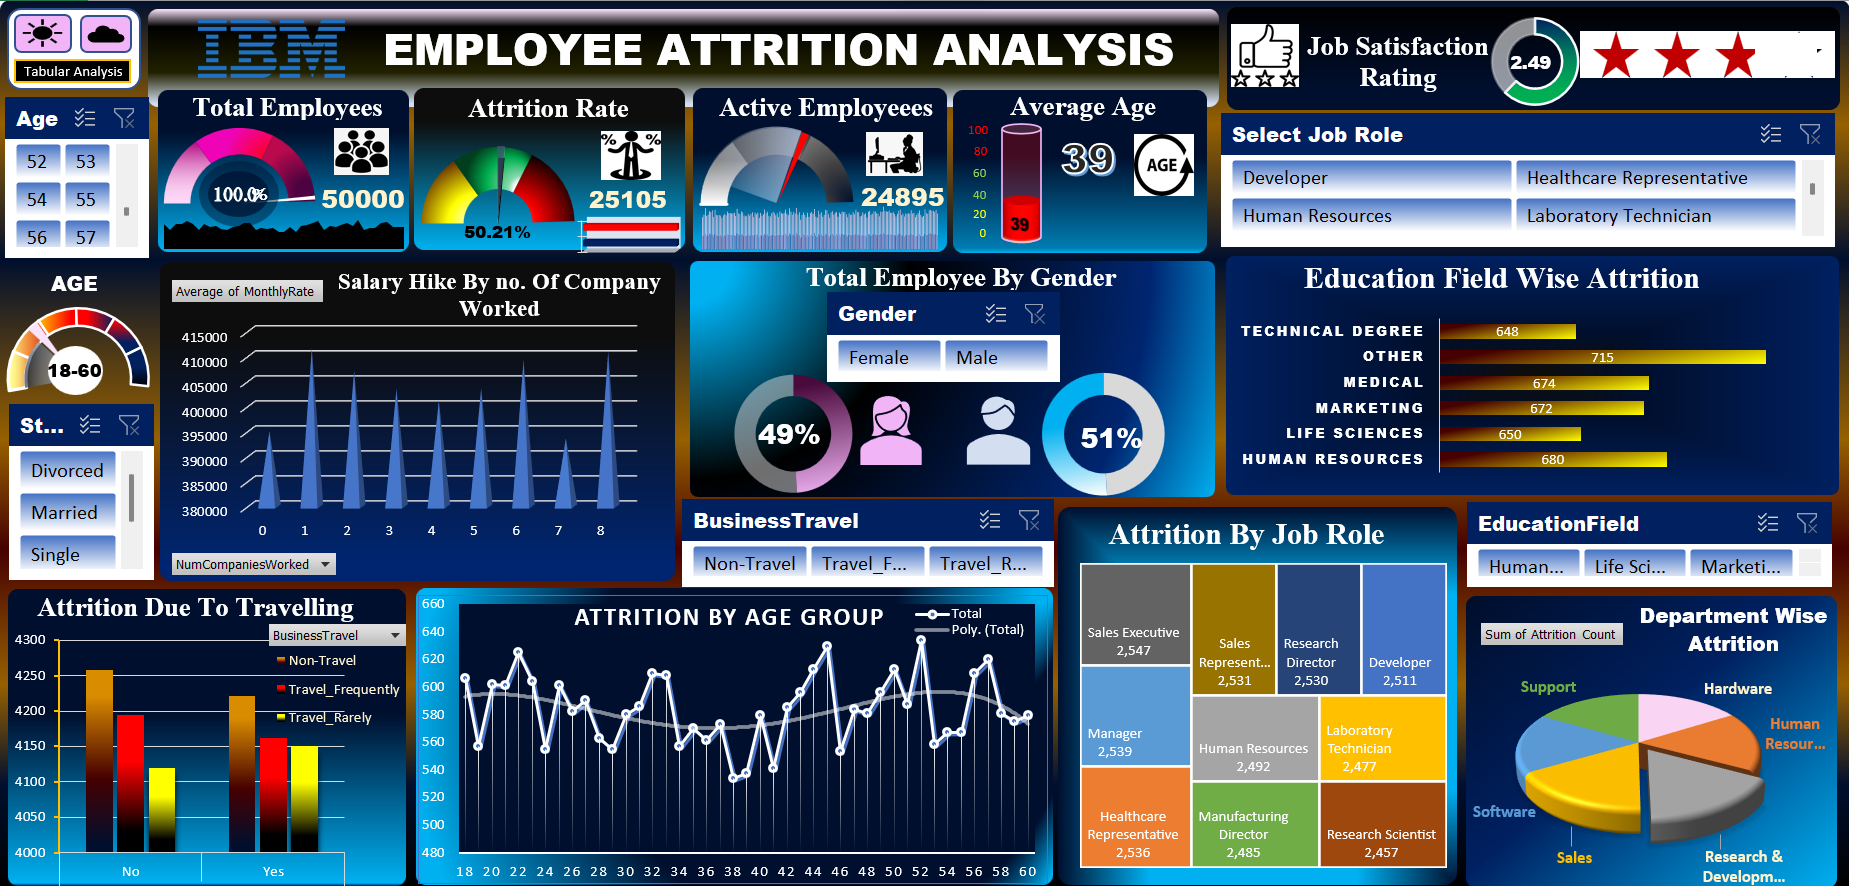 Tabular Analysis
IBM
EMPLOYEE ATTRITION ANALYSIS
Job Satisfaction
Rating
2.49
Age
52 53
54 55
56 57
Total Employees
100.0%
50000
Attrition Rate
% %
25105
50.21%
Active Employeees
24895
Average Age
100
80
60
40
20
0
39
39
AGE
Select Job Role
Developer
Healthcare Representative
Human Resources
Laboratory Technician
AGE
18-60
St...
Divorced
Married
Single
Average of MonthlyRate
Salary Hike By no. Of Company
Worked
415000
410000
405000
400000
395000
390000
385000
380000
0 1 2 3 4 5 6 7 8
NumCompaniesWorked
Total Employee By Gender
Gender
Female Male
49%
51%
Education Field Wise Attrition
TECHNICAL DEGREE 648
OTHER 715
MEDICAL 674
MARKETING 672
LIFE SCIENCES 650
HUMAN RESOURCES 680
BusinessTravel
Non-Travel Travel_F... Travel_R...
EducationField
Human... Life Sci... Marketi...
Attrition Due To Travelling
BusinessTravel
Non-Travel
Travel_Frequently
Travel_Rarely
4300
4250
4200
4150
4100
4050
4000
No Yes
ATTRITION BY AGE GROUP
Total
Poly. (Total)
660
640
620
600
580
560
540
520
500
480
18 20 22 24 26 28 30 32 34 36 38 40 42 44 46 48 50 52 54 56 58 60
Attrition By Job Role
Sales Executive
2,547
Sales
Represent...
2,531
Research
Director
2,530
Developer
2,511
Manager
2,539
Human Resources
2,492
Laboratory
Technician
2,477
Healthcare
Representative
2,536
Manufacturing
Director
2,485
Research Scientist
2,457
Sum of Attrition Count
Department Wise
Attrition
Support
Hardware
Human
Resour...
Software
Sales
Research &
Developm...